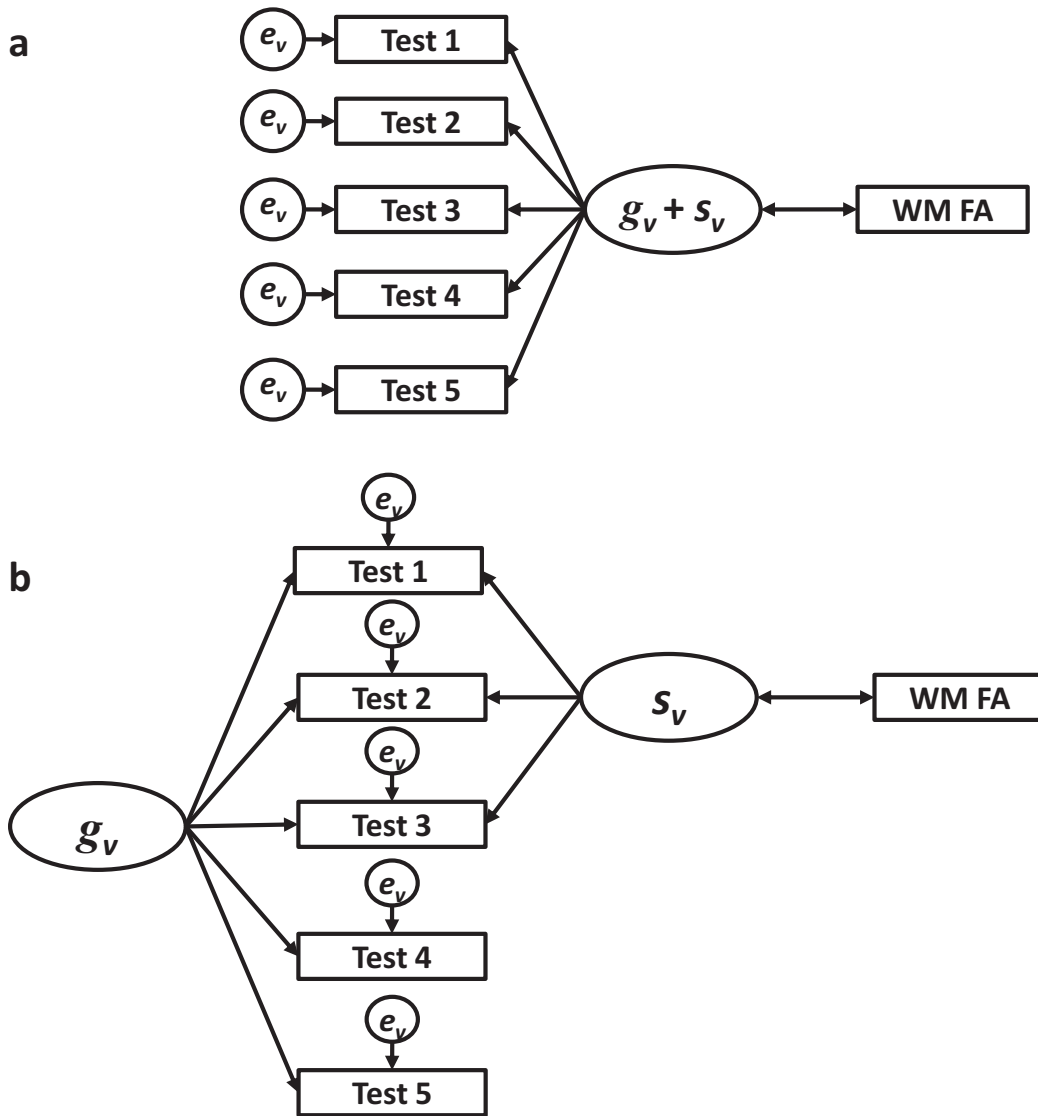 a
e_v Test 1
e_v Test 2
e_v Test 3 g_v + s_v WM FA
e_v Test 4
e_v Test 5
b
e_v
Test 1
e_v
Test 2 s_v WM FA
e_v
Test 3
g_v
e_v
Test 4
e_v
Test 5